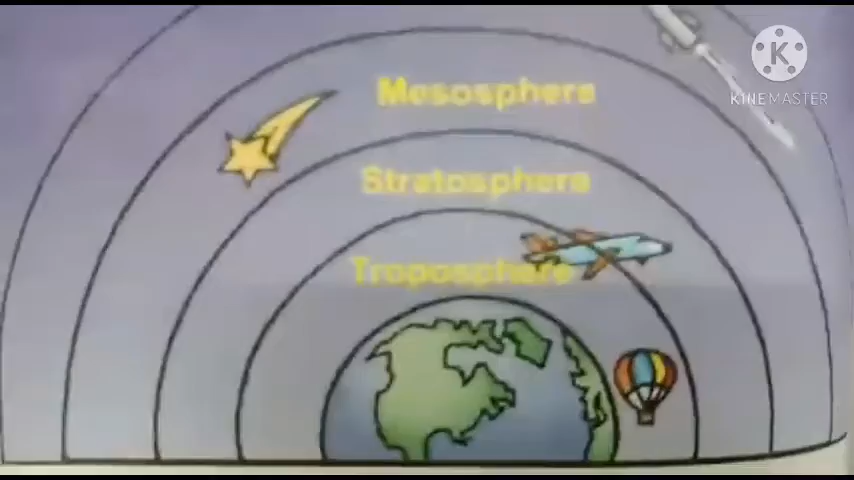 Mesosphere
Stratosphere
Troposphere
K
KINEMASTER